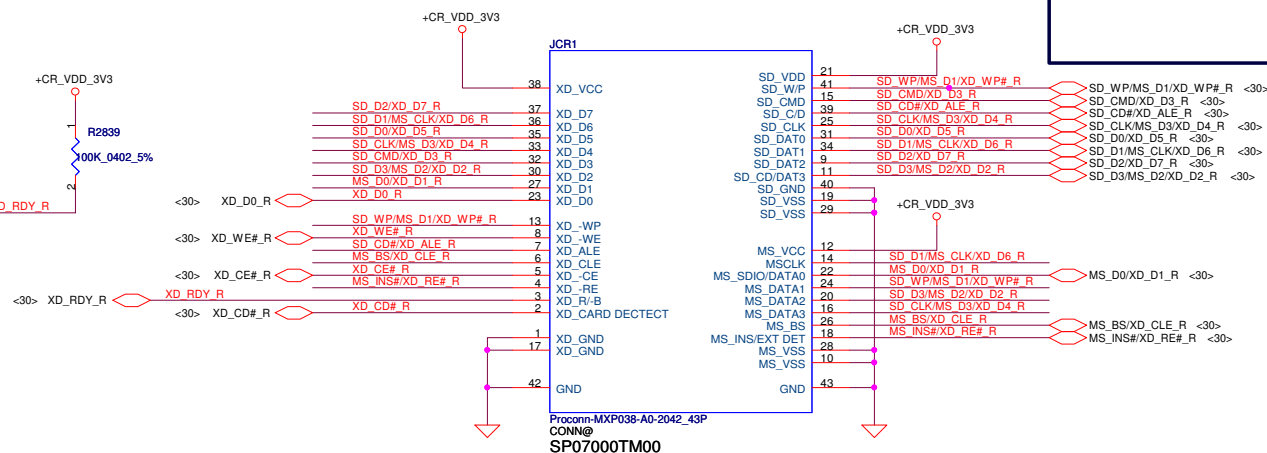 +CR_VDD_3V3
+CR_VDD_3V3
+CR_VDD_3V3
+CR_VDD_3V3
1
R2839
100K_0402_5%
2
D_RDY_R
JCR1
38 XD_VCC
SD_D2/XD_D7_R 37 XD_D7
SD_D1/MS_CLK/XD_D6_R 36 XD_D6
SD_D0/XD_D5_R 35 XD_D5
SD_CLK/MS_D3/XD_D4_R 33 XD_D4
SD_CMD/XD_D3_R 32 XD_D3
SD_D3/MS_D2/XD_D2_R 30 XD_D2
MS_D0/XD_D1_R 27 XD_D1
<30> XD_D0_R XD_D0_R 23 XD_D0
SD_WP/MS_D1/XD_WP#_R 13 XD_-WP
<30> XD_WE#_R XD_WE#_R 8 XD_-WE
SD_CD#/XD_ALE_R 7 XD_ALE
MS_BS/XD_CLE_R 6 XD_CLE
<30> XD_CE#_R XD_CE#_R 5 XD_-CE
MS_INS#/XD_RE#_R 4 XD_-RE
<30> XD_RDY_R XD_RDY_R 3 XD_R/-B
<30> XD_CD#_R XD_CD#_R 2 XD_CARD DECTECT
1 XD_GND
17 XD_GND
42 GND
SD_VDD 21
SD_W/P 41 SD_WP/MS_D1/XD_WP#_R SD_WP/MS_D1/XD_WP#_R <30>
SD_CMD 15 SD_CMD/XD_D3_R SD_CMD/XD_D3_R <30>
SD_C/D 39 SD_CD#/XD_ALE_R SD_CD#/XD_ALE_R <30>
SD_CLK 25 SD_CLK/MS_D3/XD_D4_R SD_CLK/MS_D3/XD_D4_R <30>
SD_DAT0 31 SD_D0/XD_D5_R SD_D0/XD_D5_R <30>
SD_DAT1 34 SD_D1/MS_CLK/XD_D6_R SD_D1/MS_CLK/XD_D6_R <30>
SD_DAT2 9 SD_D2/XD_D7_R SD_D2/XD_D7_R <30>
SD_CD/DAT3 11 SD_D3/MS_D2/XD_D2_R SD_D3/MS_D2/XD_D2_R <30>
SD_GND 40
SD_VSS 19
SD_VSS 29
MS_VCC 12
MSCLK 14 SD_D1/MS_CLK/XD_D6_R
MS_SDIO/DATA0 22 MS_D0/XD_D1_R MS_D0/XD_D1_R <30>
MS_DATA1 24 SD_WP/MS_D1/XD_WP#_R
MS_DATA2 20 SD_D3/MS_D2/XD_D2_R
MS_DATA3 16 SD_CLK/MS_D3/XD_D4_R
MS_BS 26 MS_BS/XD_CLE_R MS_BS/XD_CLE_R <30>
MS_INS/EXT DET 18 MS_INS#/XD_RE#_R MS_INS#/XD_RE#_R <30>
MS_VSS 28
MS_VSS 10
GND 43
Proconn-MXP038-A0-2042_43P
CONN@
SP07000TM00